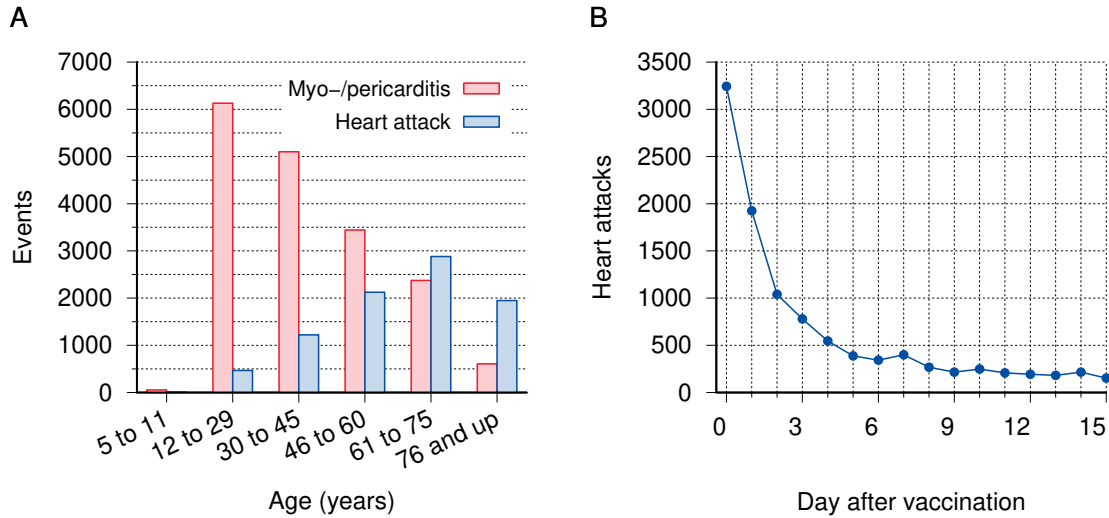 A
7000
6000
5000
4000
3000
2000
1000
0
Events
Myo-/pericarditis
Heart attack
5 to 11
12 to 29
30 to 45
46 to 60
61 to 75
76 and up
Age (years)
B
3500
3000
2500
2000
1500
1000
500
0
Heart attacks
0 3 6 9 12 15
Day after vaccination